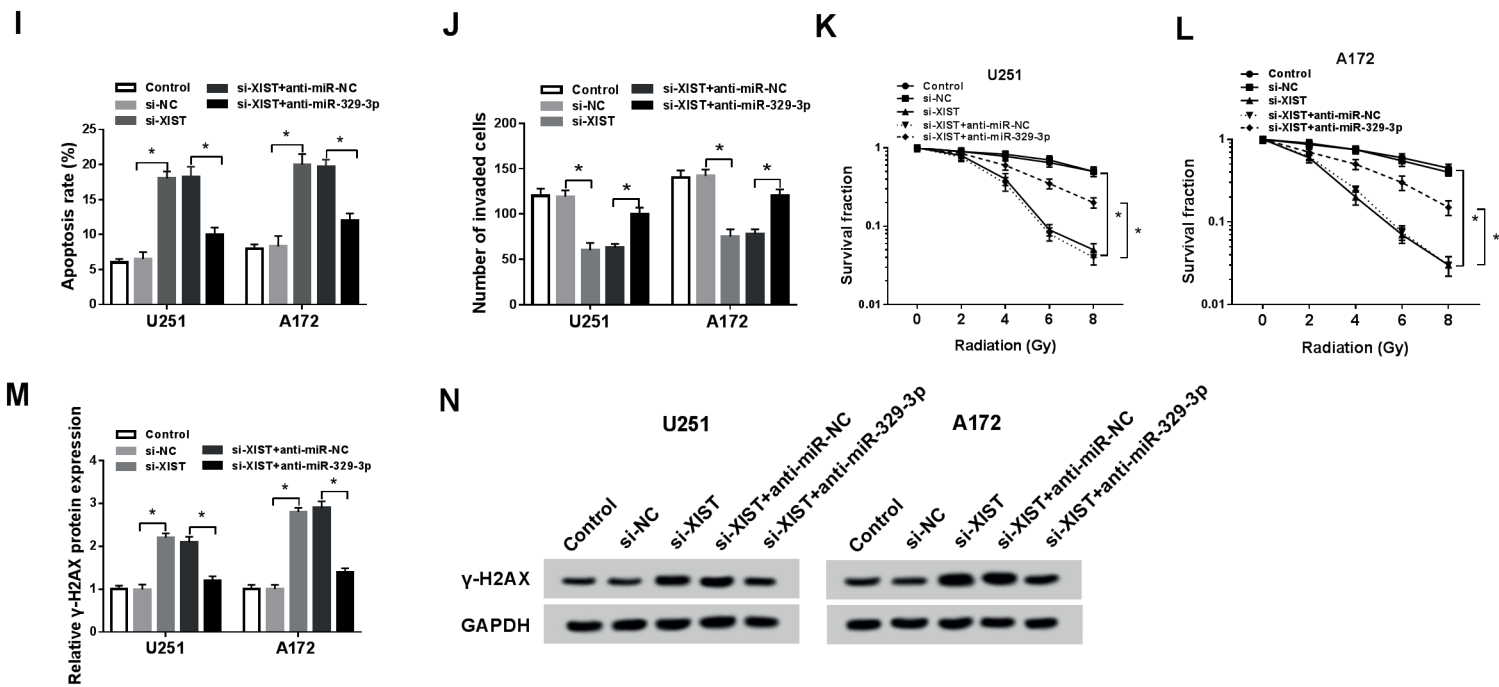 I
Control
si-NC
si-XIST
si-XIST+anti-miR-NC
si-XIST+anti-miR-329-3p
Apoptosis rate (%)
25
20
15
10
5
0
* * * *
U251 A172
J
Control
si-NC
si-XIST
si-XIST+anti-miR-NC
si-XIST+anti-miR-329-3p
Number of invaded cells
200
150
100
50
0
* * * *
U251 A172
K
U251
Control
si-NC
si-XIST
si-XIST+anti-miR-NC
si-XIST+anti-miR-329-3p
Survival fraction
1
0.1
0.01
* *
0 2 4 6 8
Radiation (Gy)
L
A172
Control
si-NC
si-XIST
si-XIST+anti-miR-NC
si-XIST+anti-miR-329-3p
Survival fraction
1
0.1
0.01
* *
0 2 4 6 8
Radiation (Gy)
M
Control
si-NC
si-XIST
si-XIST+anti-miR-NC
si-XIST+anti-miR-329-3p
Relative γ-H2AX protein expression
4
3
2
1
0
* * * *
U251 A172
N
U251 A172
Control
si-NC
si-XIST
si-XIST+anti-miR-NC
si-XIST+anti-miR-329-3p
Control
si-NC
si-XIST
si-XIST+anti-miR-NC
si-XIST+anti-miR-329-3p
γ-H2AX
GAPDH